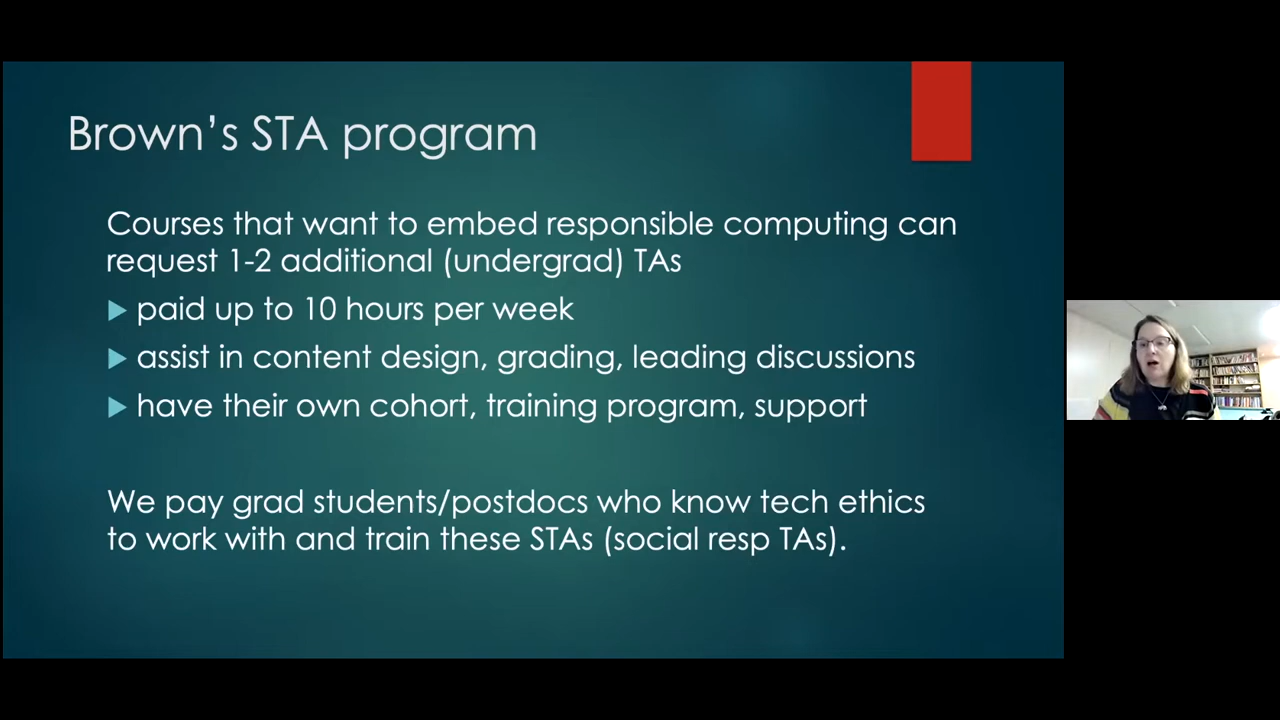 Brown’s STA program
Courses that want to embed responsible computing can
request 1-2 additional (undergrad) TAs
paid up to 10 hours per week
assist in content design, grading, leading discussions
have their own cohort, training program, support
We pay grad students/postdocs who know tech ethics
to work with and train these STAs (social resp TAs).